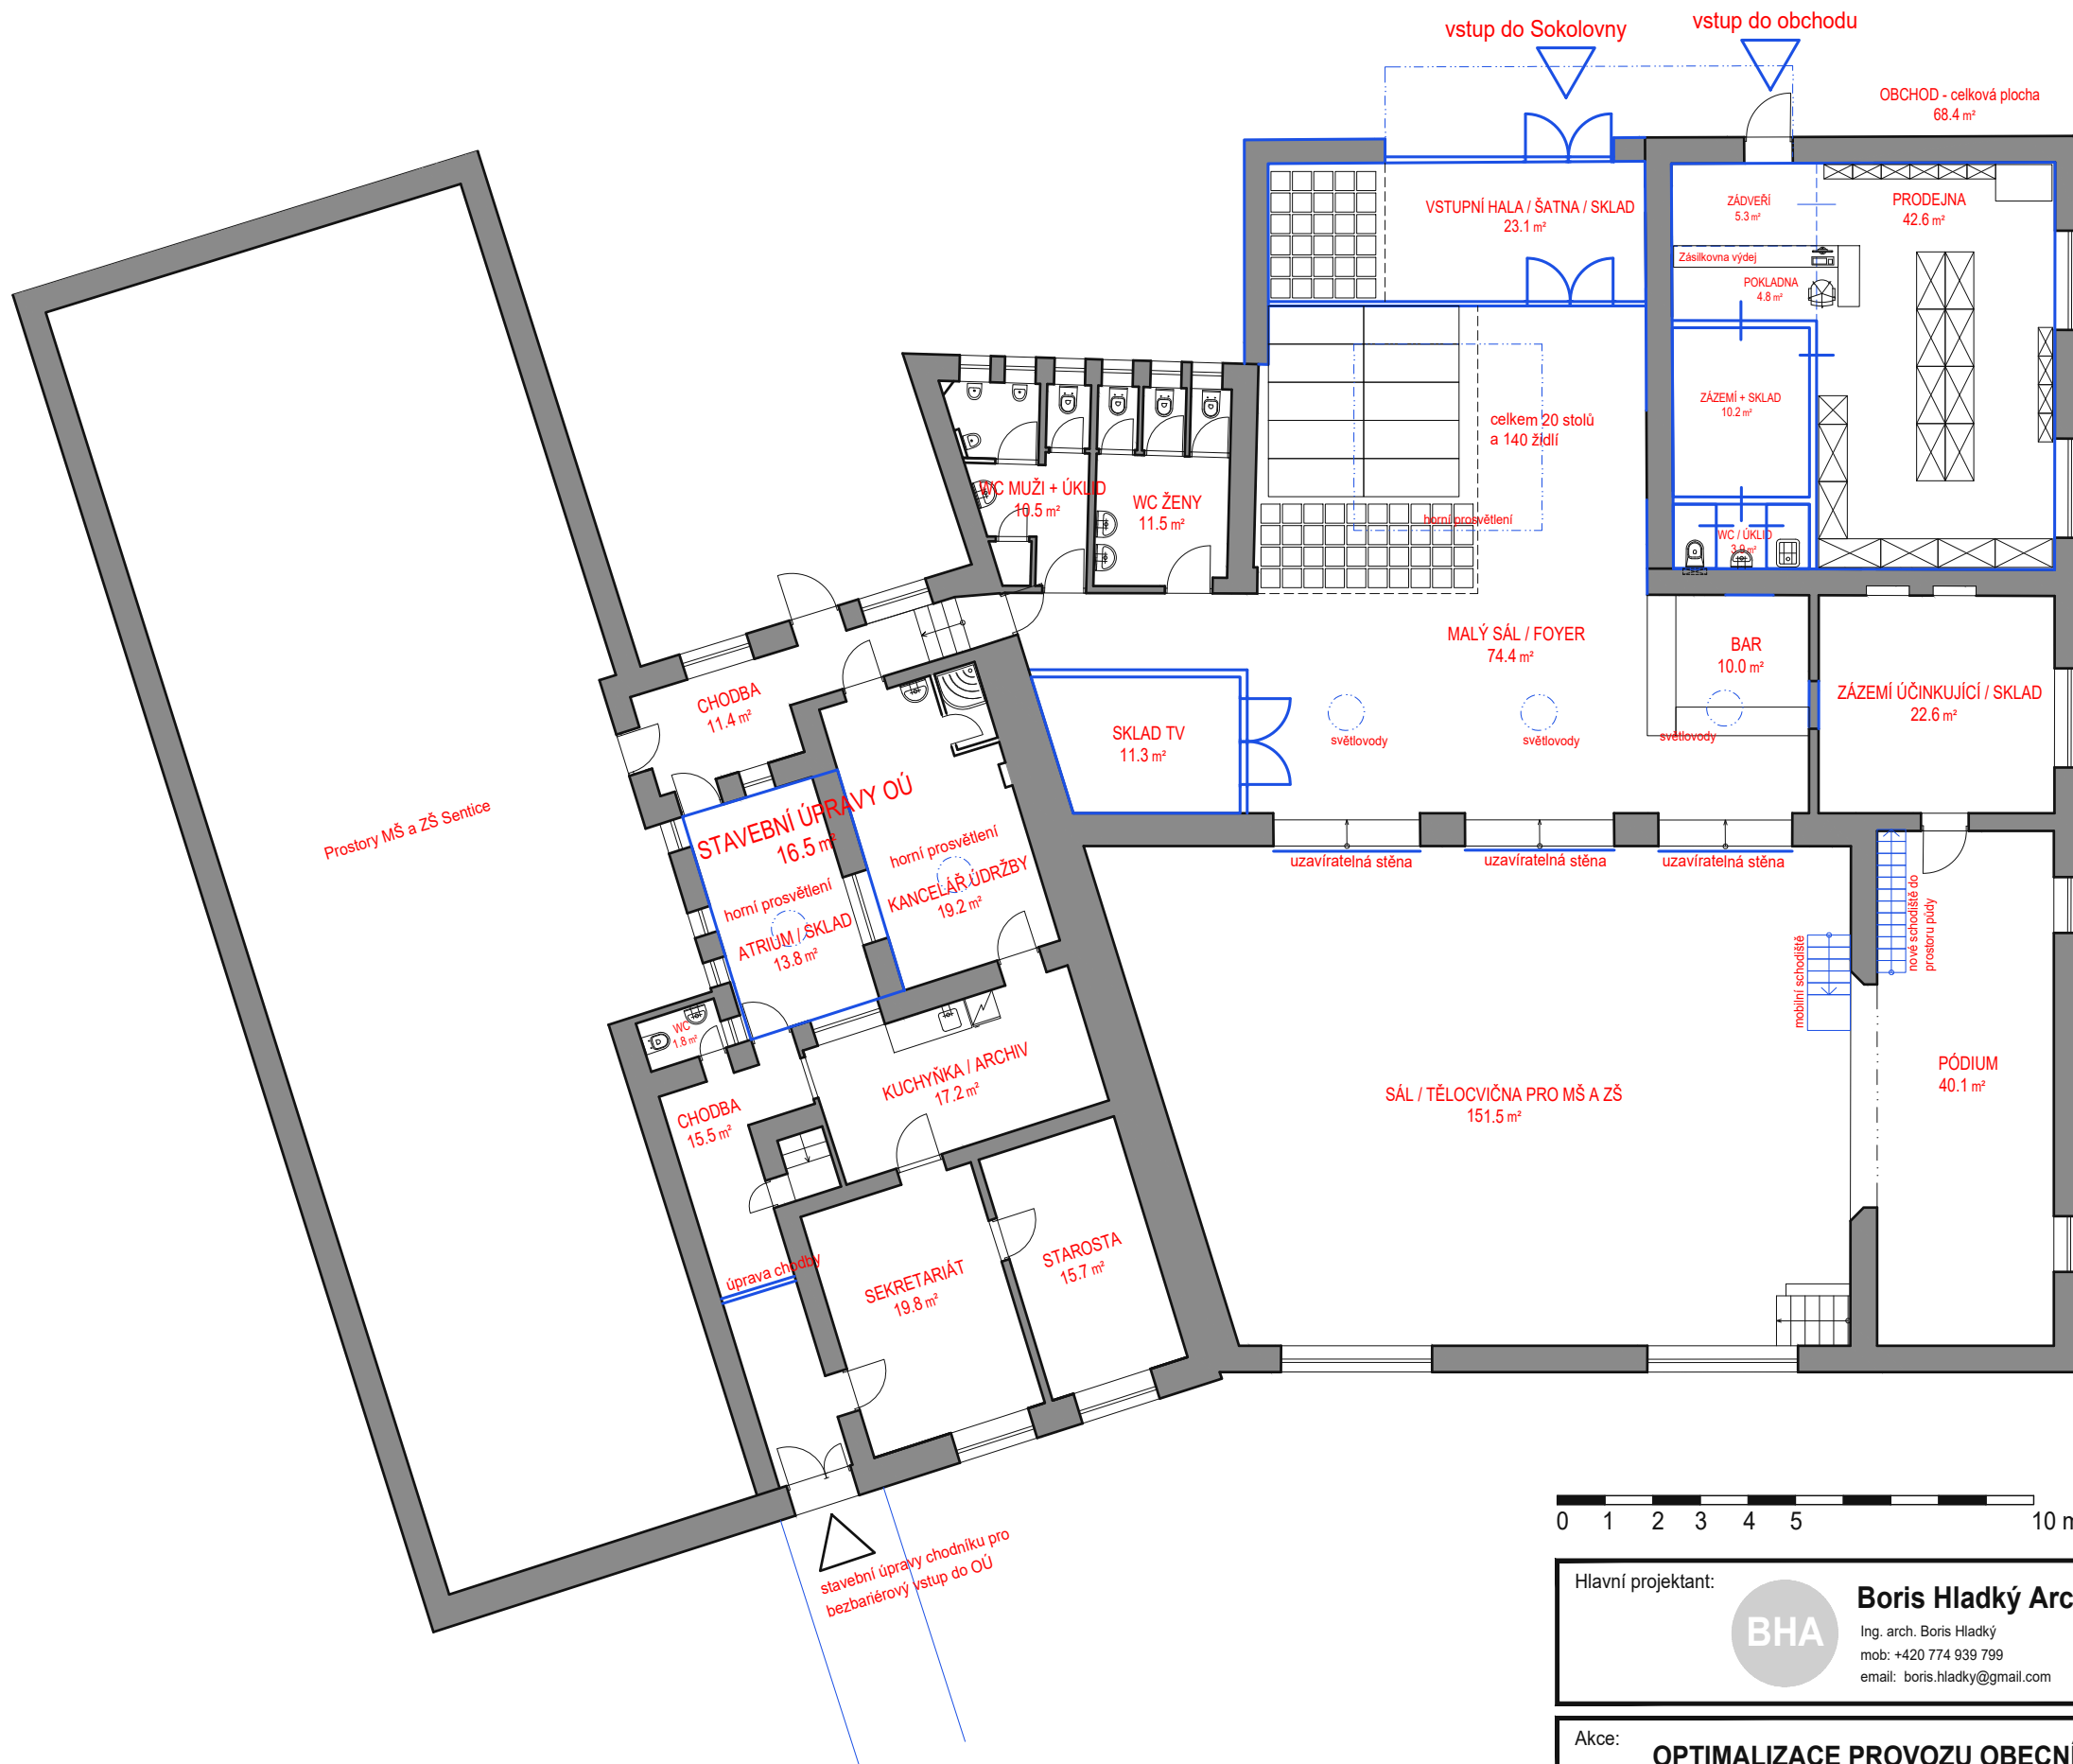 vstup do Sokolovny
vstup do obchodu
OBCHOD - celková plocha
68.4 m²
VSTUPNÍ HALA / ŠATNA / SKLAD
23.1 m²
ZÁDVEŘÍ
5.3 m²
PRODEJNA
42.6 m²
Zásilkovna výdej
POKLADNA
4.8 m²
ZÁZEMÍ + SKLAD
10.2 m²
celkem 20 stolů
a 140 židlí
horní prosvětlení
WC / ÚKLID
3.9 m²
WC MUŽI + ÚKLID
10.5 m²
WC ŽENY
11.5 m²
MALÝ SÁL / FOYER
74.4 m²
BAR
10.0 m²
ZÁZEMÍ ÚČINKUJÍCÍ / SKLAD
22.6 m²
CHODBA
11.4 m²
SKLAD TV
11.3 m²
světlovody
světlovody
světlovody
Prostory MŠ a ZŠ Sentice
STAVEBNÍ ÚPRAVY OÚ
16.5 m²
horní prosvětlení
KANCELÁŘ ÚDRŽBY
19.2 m²
horní prosvětlení
ATRIUM / SKLAD
13.8 m²
uzavíratelná stěna
uzavíratelná stěna
uzavíratelná stěna
nové schodiště do
prostoru půdy
mobilní schodiště
WC
1.8 m²
KUCHYŇKA / ARCHIV
17.2 m²
CHODBA
15.5 m²
SÁL / TĚLOCVIČNA PRO MŠ A ZŠ
151.5 m²
PÓDIUM
40.1 m²
úprava chodby
SEKRETARIÁT
19.8 m²
STAROSTA
15.7 m²
stavební úpravy chodníku pro
bezbariérový vstup do OÚ
0 1 2 3 4 5 10 m
Hlavní projektant:
BHA
Boris Hladký Arc
Ing. arch. Boris Hladký
mob: +420 774 939 799
email: boris.hladky@gmail.com
Akce:
OPTIMALIZACE PROVOZU OBECNÍ